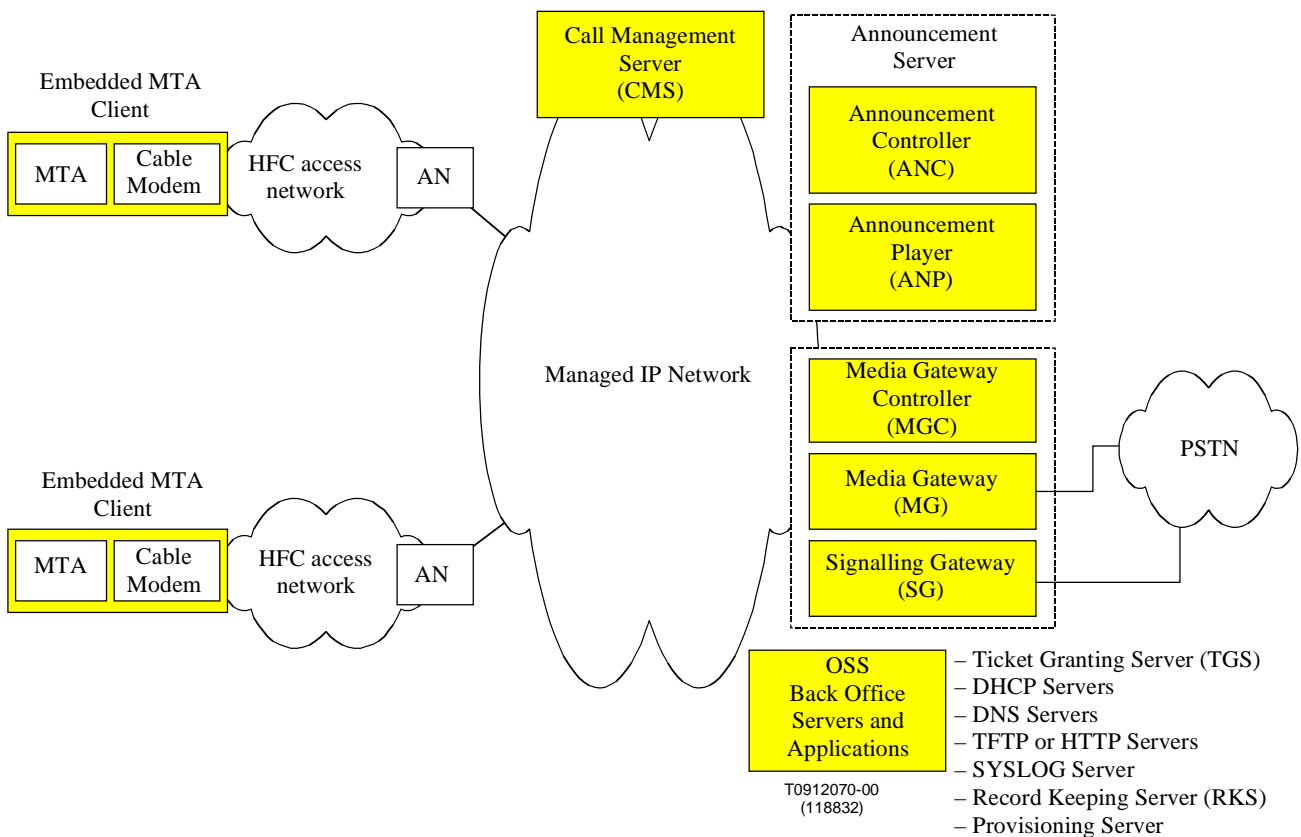 Call Management
Server
(CMS)
Announcement
Server
Announcement
Controller
(ANC)
Announcement
Player
(ANP)
Embedded MTA
Client
MTA
Cable
Modem
HFC access
network
AN
Managed IP Network
Media Gateway
Controller
(MGC)
Media Gateway
(MG)
Signalling Gateway
(SG)
PSTN
Embedded MTA
Client
MTA
Cable
Modem
HFC access
network
AN
OSS
Back Office
Servers and
Applications
– Ticket Granting Server (TGS)
– DHCP Servers
– DNS Servers
– TFTP or HTTP Servers
– SYSLOG Server
– Record Keeping Server (RKS)
– Provisioning Server
T0912070-00
(118832)